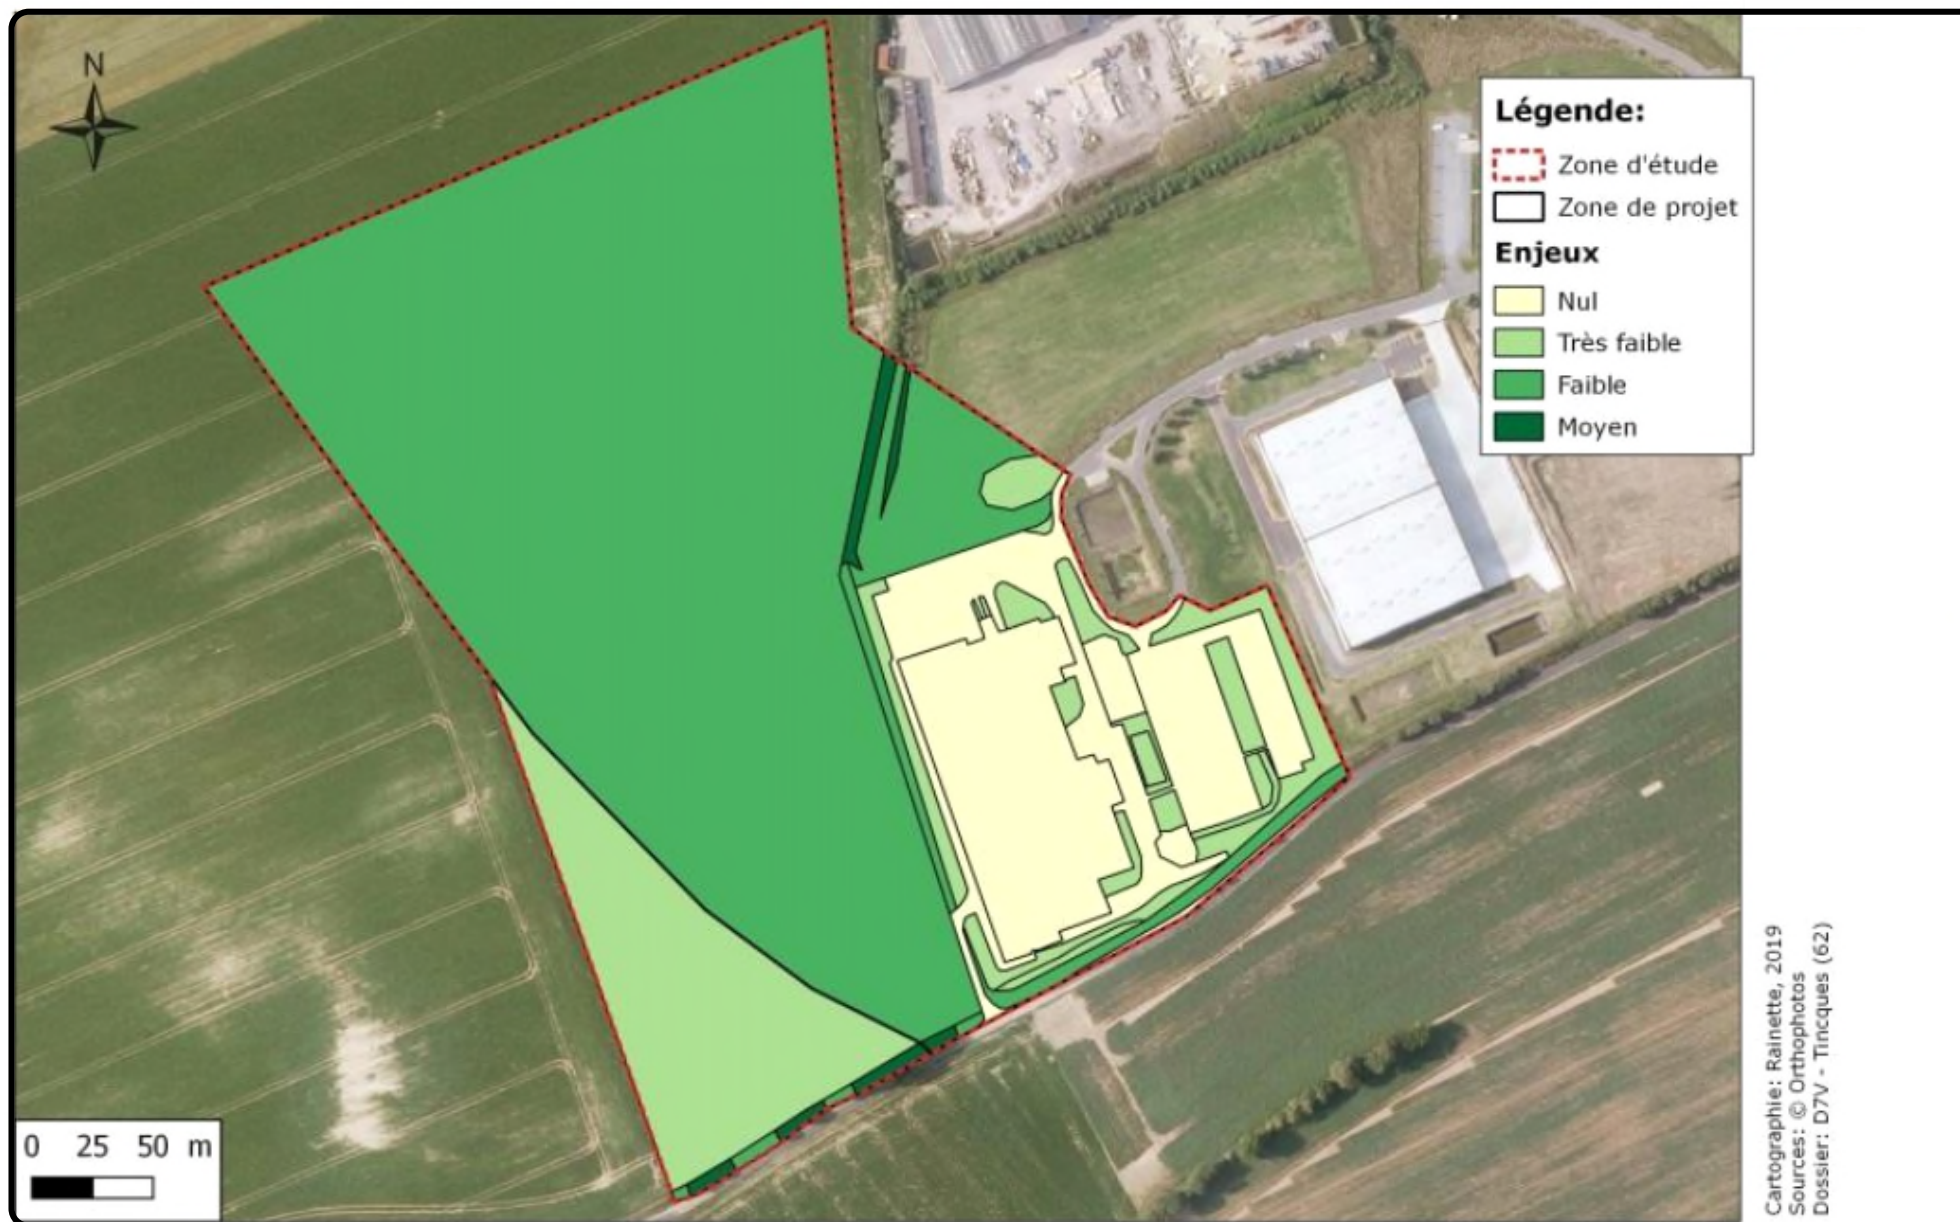 N
Légende:
Zone d'étude
Zone de projet
Enjeux
Nul
Très faible
Faible
Moyen
0 25 50 m
Cartographie: Rainette, 2019
Sources: © Orthophotos
Dossier: D7V - Tincques (62)